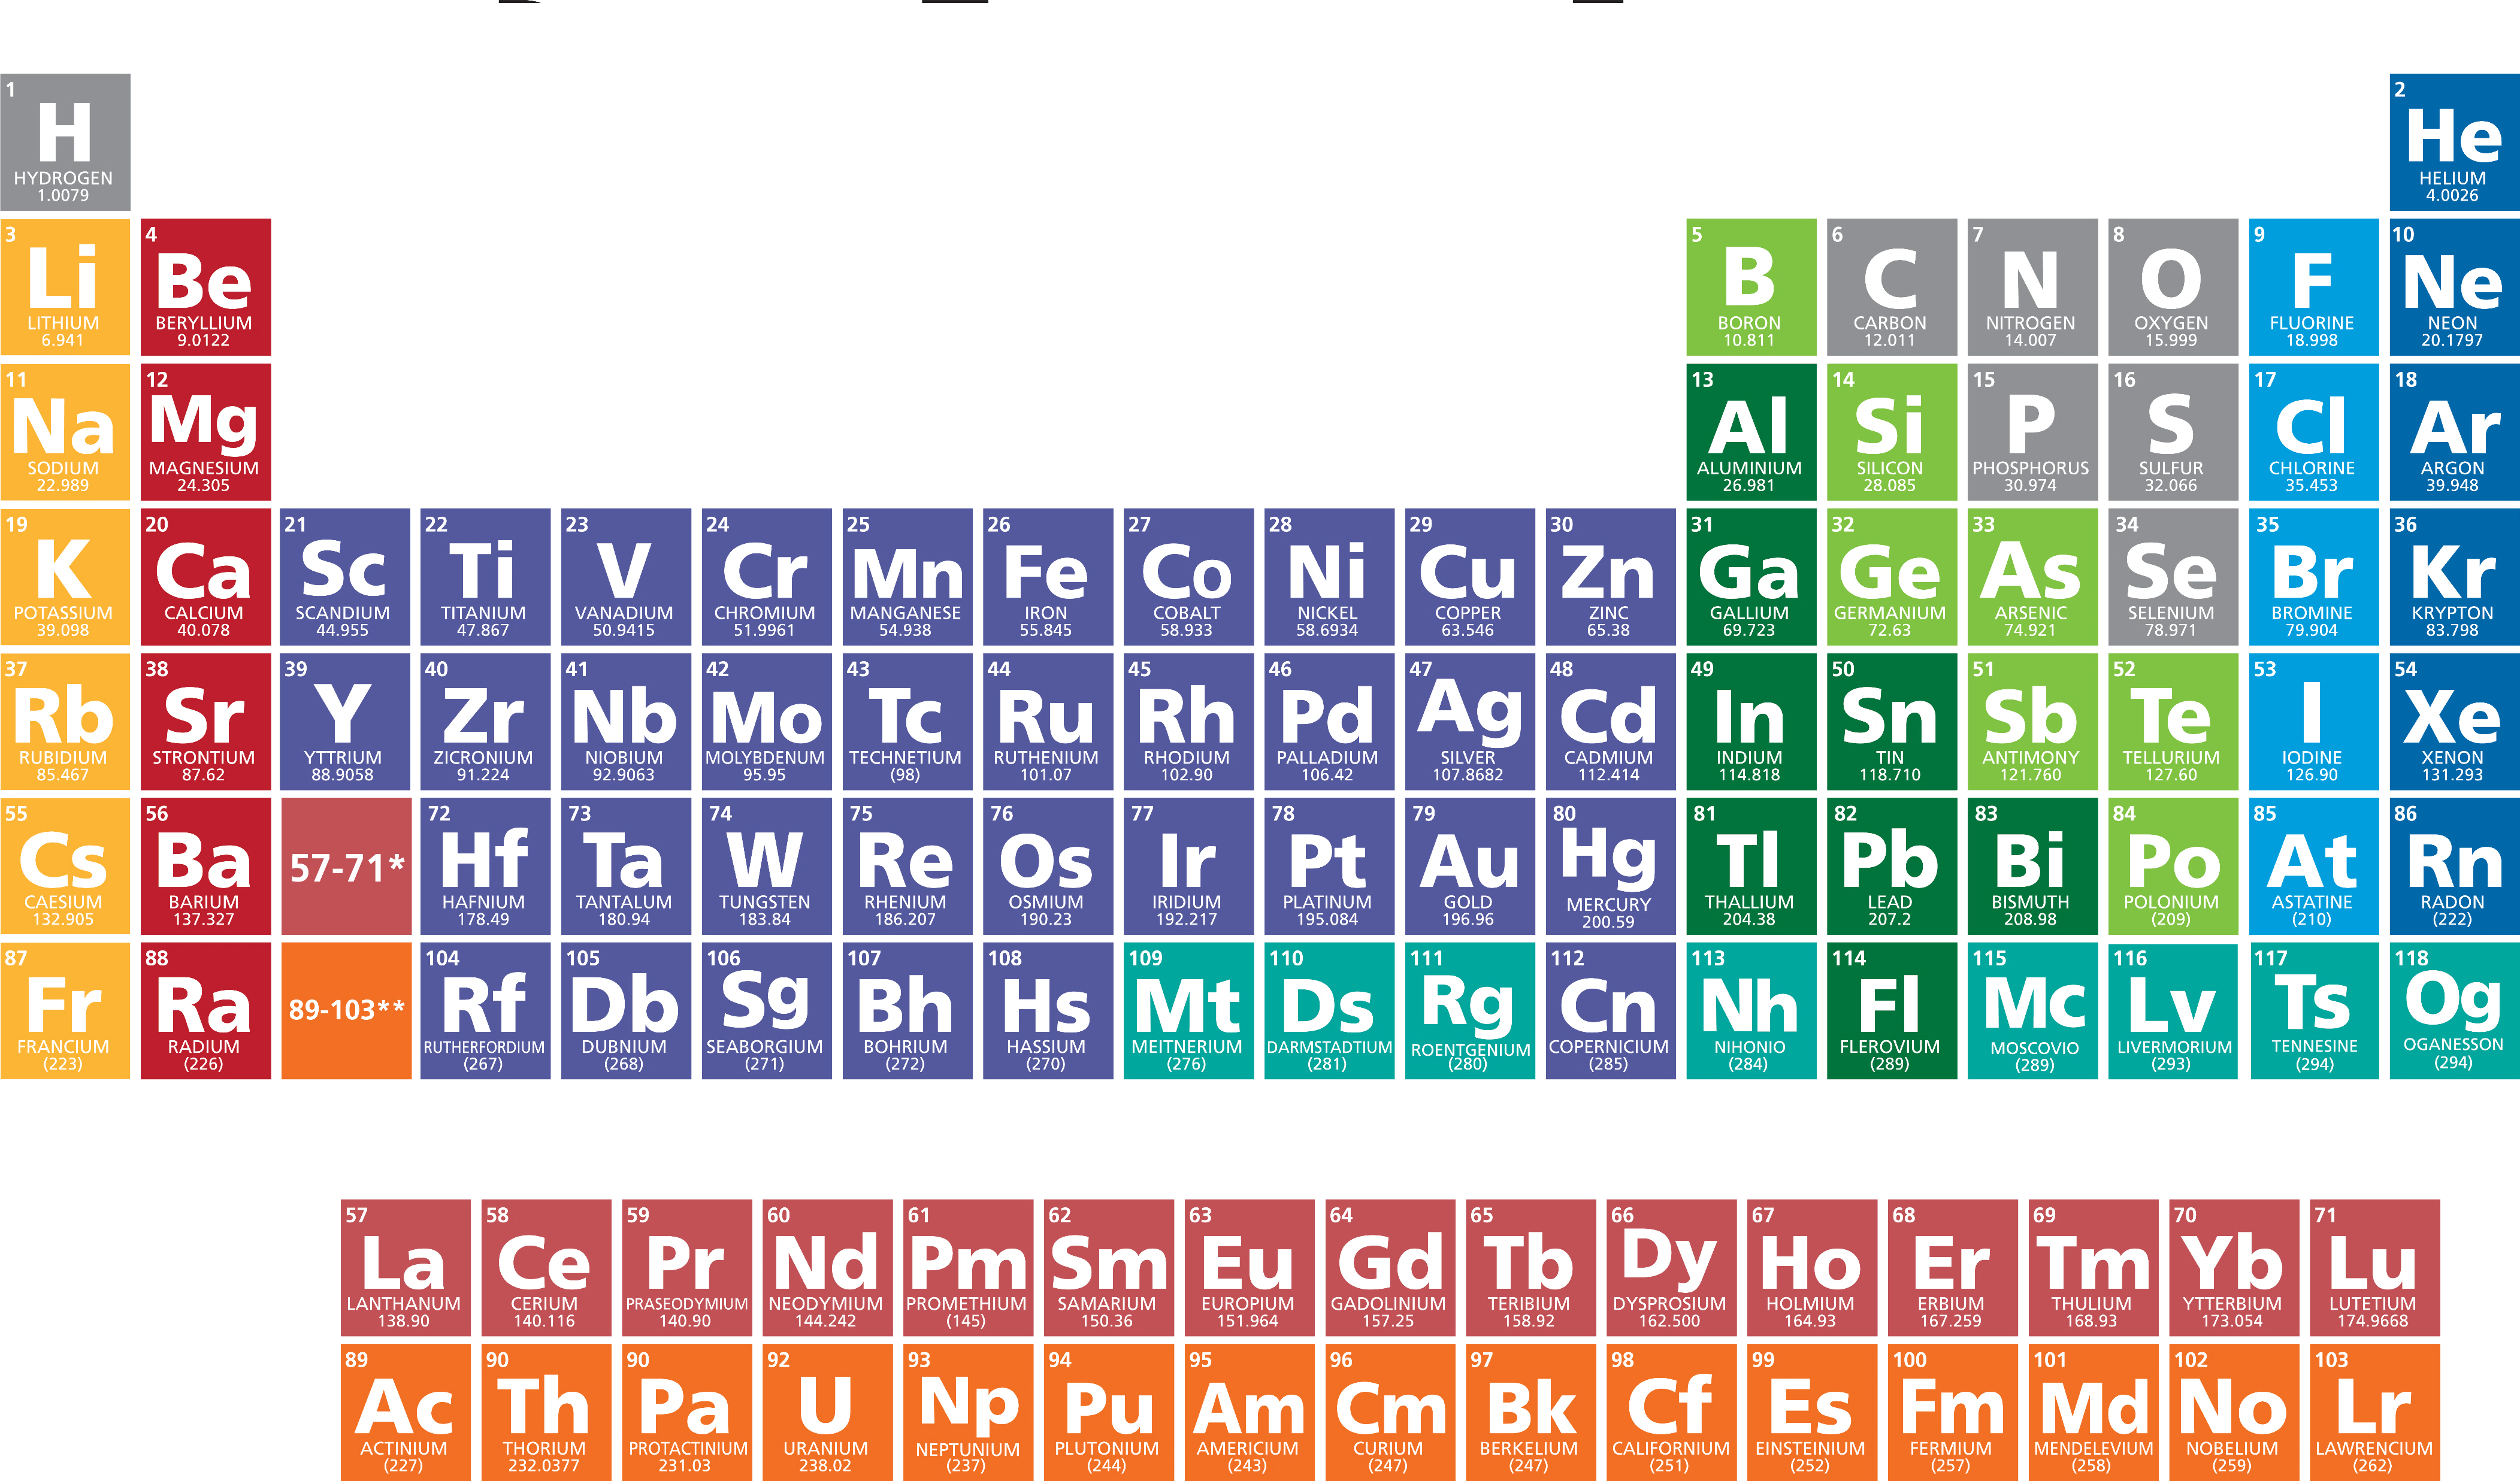 1 2
H He
HYDROGEN HELIUM
1.0079 4.0026
3 4 5 6 7 8 9 10
Li Be B C N O F Ne
LITHIUM BERYLLIUM BORON CARBON NITROGEN OXYGEN FLUORINE NEON
6.941 9.0122 10.811 12.011 14.007 15.999 18.998 20.1797
11 12 13 14 15 16 17 18
Na Mg Al Si P S Cl Ar
SODIUM MAGNESIUM ALUMINIUM SILICON PHOSPHORUS SULFUR CHLORINE ARGON
22.989 24.305 26.981 28.085 30.974 32.066 35.453 39.948
19 20 21 22 23 24 25 26 27 28 29 30 31 32 33 34 35 36
K Ca Sc Ti V Cr Mn Fe Co Ni Cu Zn Ga Ge As Se Br Kr
POTASSIUM CALCIUM SCANDIUM TITANIUM VANADIUM CHROMIUM MANGANESE IRON COBALT NICKEL COPPER ZINC GALLIUM GERMANIUM ARSENIC SELENIUM BROMINE KRYPTON
39.098 40.078 44.955 47.867 50.9415 51.9961 54.938 55.845 58.933 58.6934 63.546 65.38 69.723 72.63 74.921 78.971 79.904 83.798
37 38 39 40 41 42 43 44 45 46 47 48 49 50 51 52 53 54
Rb Sr Y Zr Nb Mo Tc Ru Rh Pd Ag Cd In Sn Sb Te I Xe
RUBIDIUM STRONTIUM YTTRIUM ZICRONIUM NIOBIUM MOLYBDENUM TECHNETIUM RUTHENIUM RHODIUM PALLADIUM SILVER CADMIUM INDIUM TIN ANTIMONY TELLURIUM IODINE XENON
85.467 87.62 88.9058 91.224 92.9063 95.95 (98) 101.07 102.90 106.42 107.8682 112.414 114.818 118.710 121.760 127.60 126.90 131.293
55 56 72 73 74 75 76 77 78 79 80 81 82 83 84 85 86
Cs Ba 57-71* Hf Ta W Re Os Ir Pt Au Hg Tl Pb Bi Po At Rn
CAESIUM BARIUM HAFNIUM TANTALUM TUNGSTEN RHENIUM OSMIUM IRIDIUM PLATINUM GOLD MERCURY THALLIUM LEAD BISMUTH POLONIUM ASTATINE RADON
132.905 137.327 178.49 180.94 183.84 186.207 190.23 192.217 195.084 196.96 200.59 204.38 207.2 208.98 (209) (210) (222)
87 88 104 105 106 107 108 109 110 111 112 113 114 115 116 117 118
Fr Ra 89-103** Rf Db Sg Bh Hs Mt Ds Rg Cn Nh Fl Mc Lv Ts Og
FRANCIUM RADIUM RUTHERFORDIUM DUBNIUM SEABORGIUM BOHRIUM HASSIUM MEITNERIUM DARMSTADTIUM ROENTGENIUM COPERNICIUM NIHONIO FLEROVIUM MOSCOVIO LIVERMORIUM TENNESINE OGANESSON
(223) (226) (267) (268) (271) (272) (270) (276) (281) (280) (285) (284) (289) (289) (293) (294) (294)
57 58 59 60 61 62 63 64 65 66 67 68 69 70 71
La Ce Pr Nd Pm Sm Eu Gd Tb Dy Ho Er Tm Yb Lu
LANTHANUM CERIUM PRASEODYMIUM NEODYMIUM PROMETHIUM SAMARIUM EUROPIUM GADOLINIUM TERIBIUM DYSPROSIUM HOLMIUM ERBIUM THULIUM YTTERBIUM LUTETIUM
138.90 140.116 140.90 144.242 (145) 150.36 151.964 157.25 158.92 162.500 164.93 167.259 168.93 173.054 174.9668
89 90 90 92 93 94 95 96 97 98 99 100 101 102 103
Ac Th Pa U Np Pu Am Cm Bk Cf Es Fm Md No Lr
ACTINIUM THORIUM PROTACTINIUM URANIUM NEPTUNIUM PLUTONIUM AMERICIUM CURIUM BERKELIUM CALIFORNIUM EINSTEINIUM FERMIUM MENDELEVIUM NOBELIUM LAWRENCIUM
(227) 232.0377 231.03 238.02 (237) (244) (243) (247) (247) (251) (252) (257) (258) (259) (262)